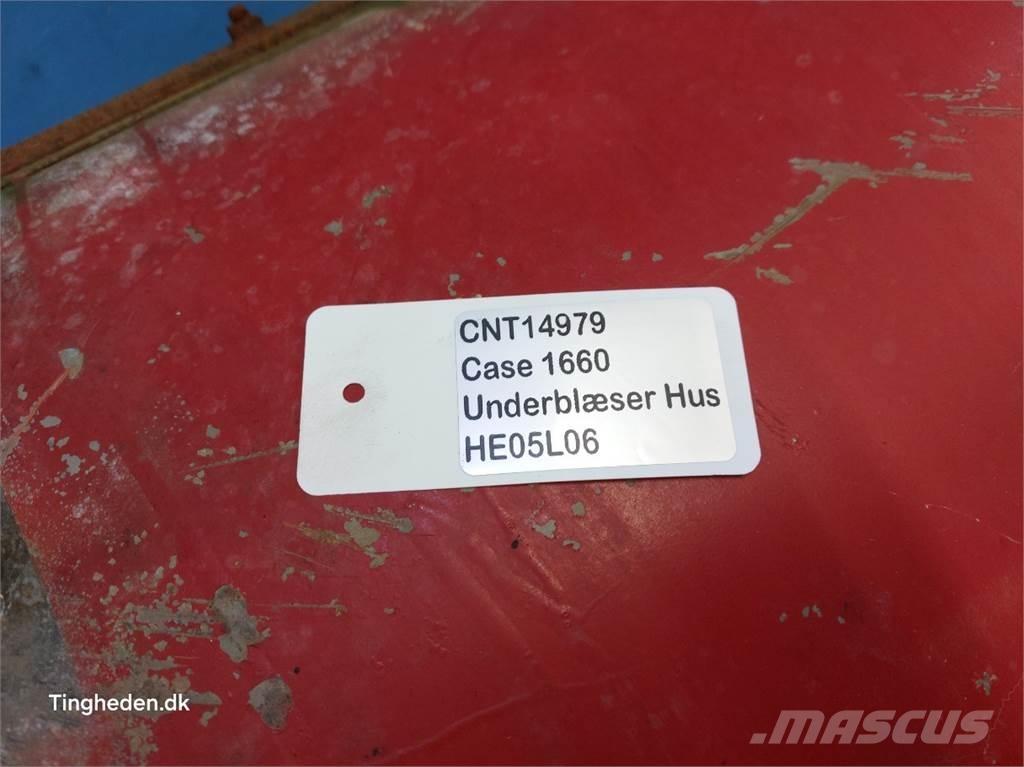 CNT14979
Case 1660
Underblæser Hus
HE05L06
Tingheden.dk
MASCUS